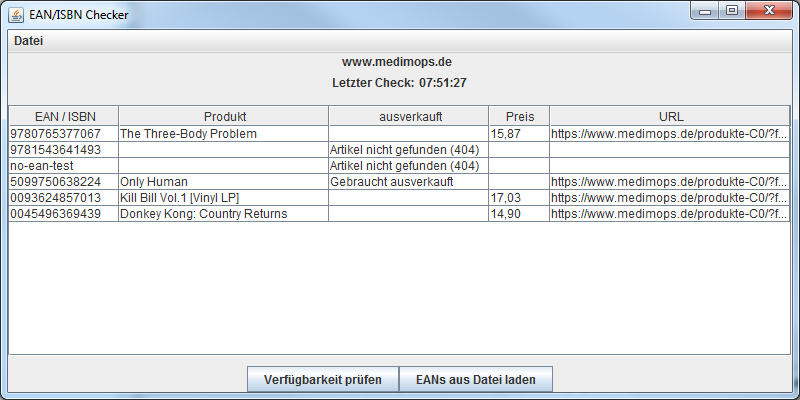 EAN/ISBN Checker
Datei
www.medimops.de
Letzter Check: 07:51:27
EAN / ISBN Produkt ausverkauft Preis URL
9780765377067 The Three-Body Problem 15,87 https://www.medimops.de/produkte-C0/?f...
9781543641493 Artikel nicht gefunden (404)
no-ean-test Artikel nicht gefunden (404)
5099750638224 Only Human Gebraucht ausverkauft https://www.medimops.de/produkte-C0/?f...
0093624857013 Kill Bill Vol.1 [Vinyl LP] 17,03 https://www.medimops.de/produkte-C0/?f...
0045496369439 Donkey Kong: Country Returns 14,90 https://www.medimops.de/produkte-C0/?f...
Verfügbarkeit prüfen EANs aus Datei laden